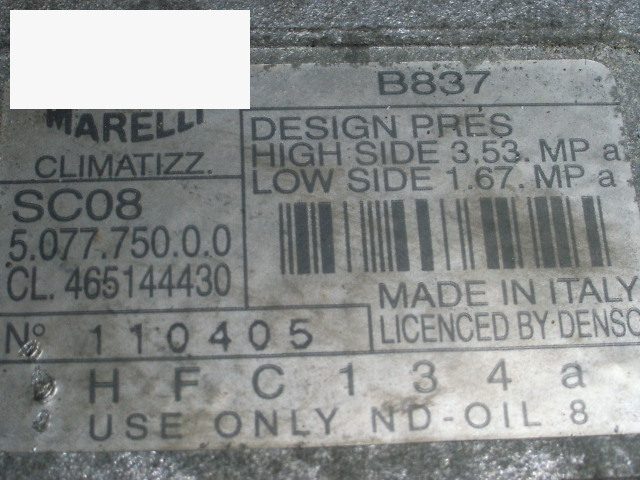 B837
MARELLI
CLIMATIZZ.
SC08
5.077.750.0.0
CL. 465144430
DESIGN PRES
HIGH SIDE 3.53. MP a
LOW SIDE 1.67. MP a
MADE IN ITALY
LICENCED BY DENSO
Nº 110405
HFC134a
USE ONLY ND-OIL 8